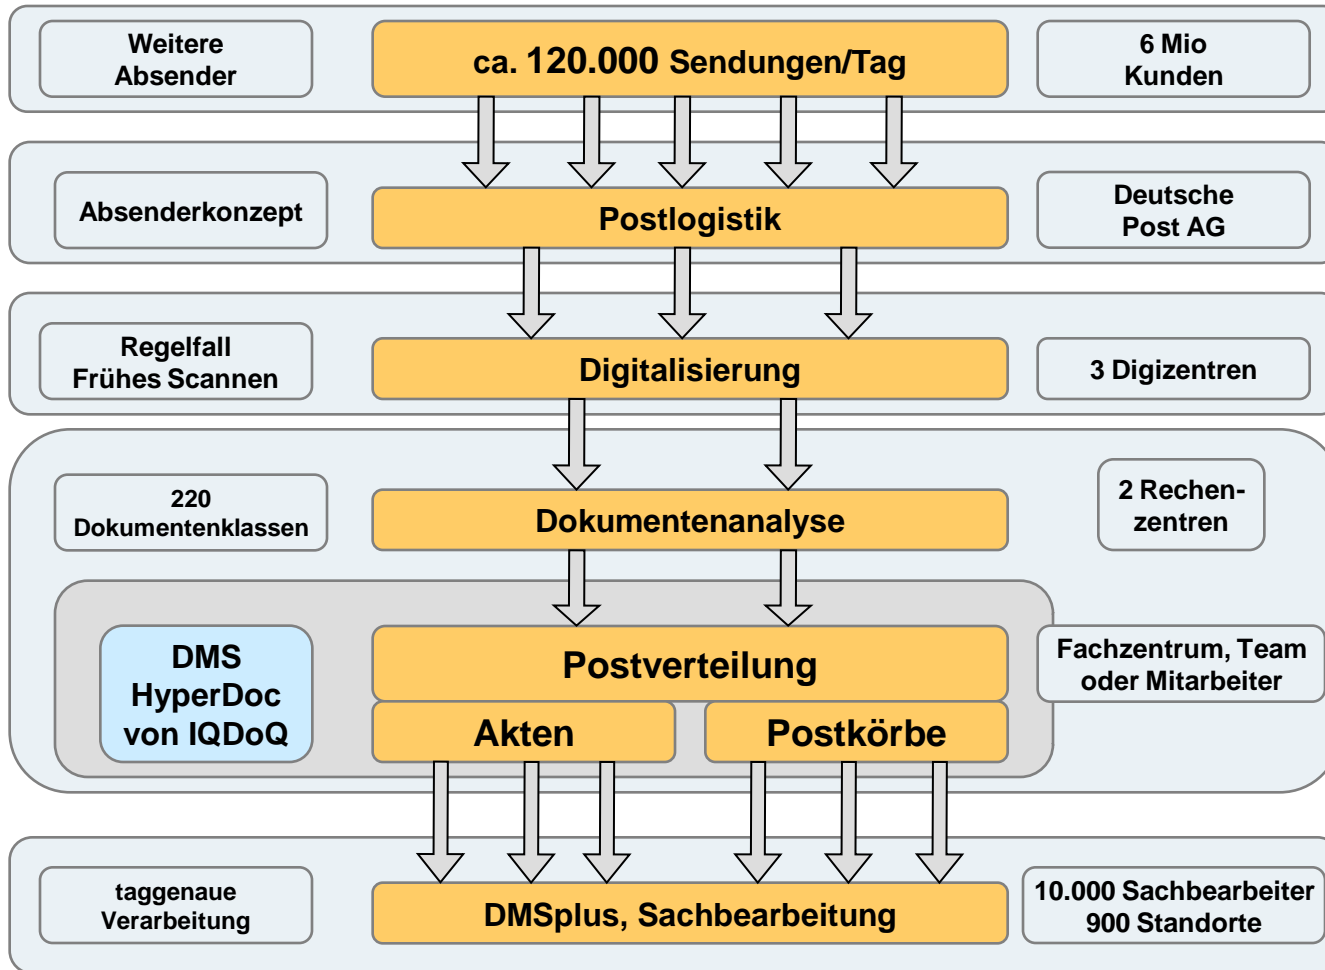 Weitere
Absender
ca. 120.000 Sendungen/Tag
6 Mio
Kunden
Absenderkonzept
Postlogistik
Deutsche
Post AG
Regelfall
Frühes Scannen
Digitalisierung
3 Digizentren
220
Dokumentenklassen
Dokumentenanalyse
2 Rechen-
zentren
DMS
HyperDoc
von IQDoQ
Postverteilung
Fachzentrum, Team
oder Mitarbeiter
Akten
Postkörbe
taggenaue
Verarbeitung
DMSplus, Sachbearbeitung
10.000 Sachbearbeiter
900 Standorte